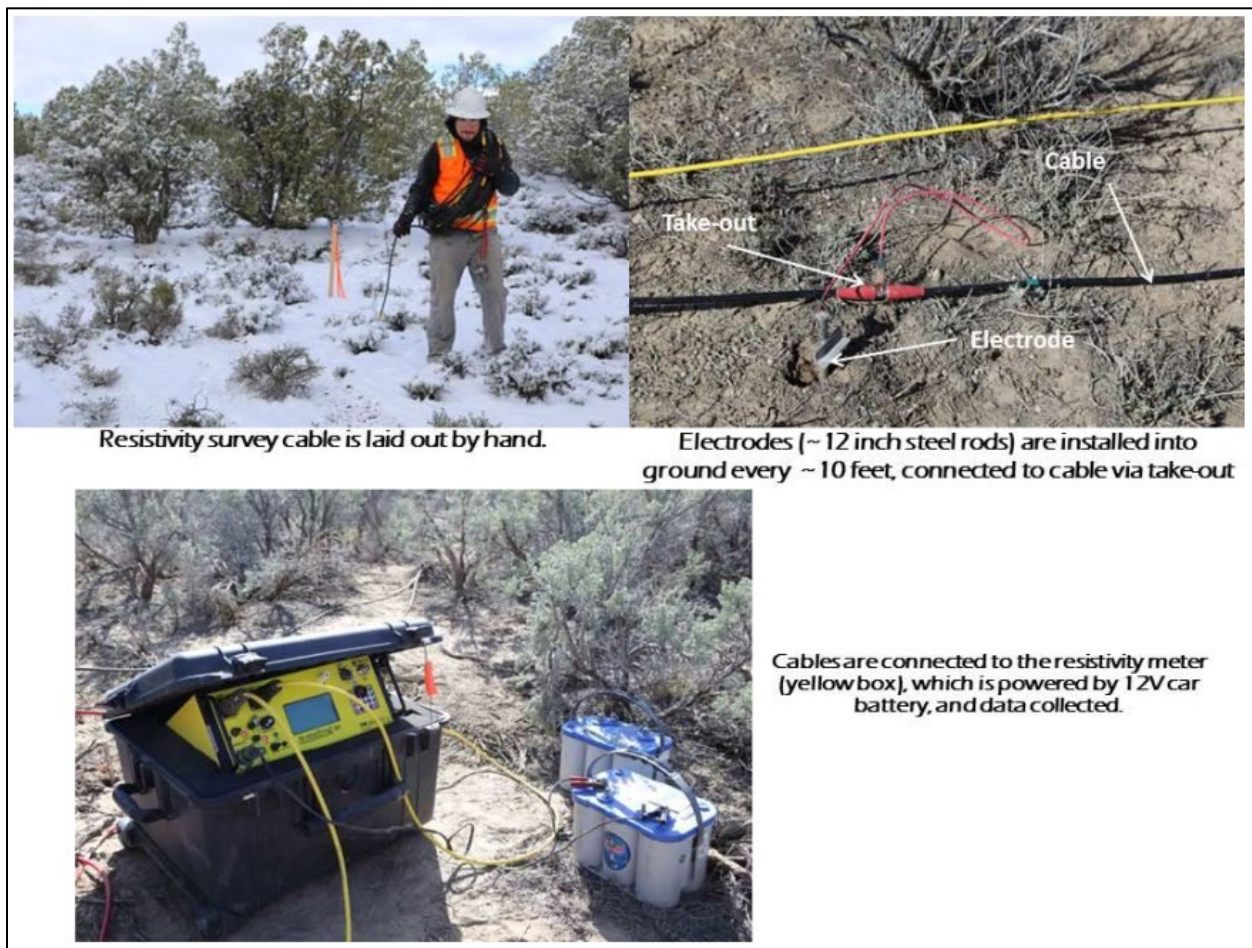 Cable
Take-out
Electrode
Resistivity survey cable is laid out by hand.
Electrodes (~12 inch steel rods) are installed into
ground every ~10 feet, connected to cable via take-out
Cables are connected to the resistivity meter
(yellow box), which is powered by 12V car
battery, and data collected.